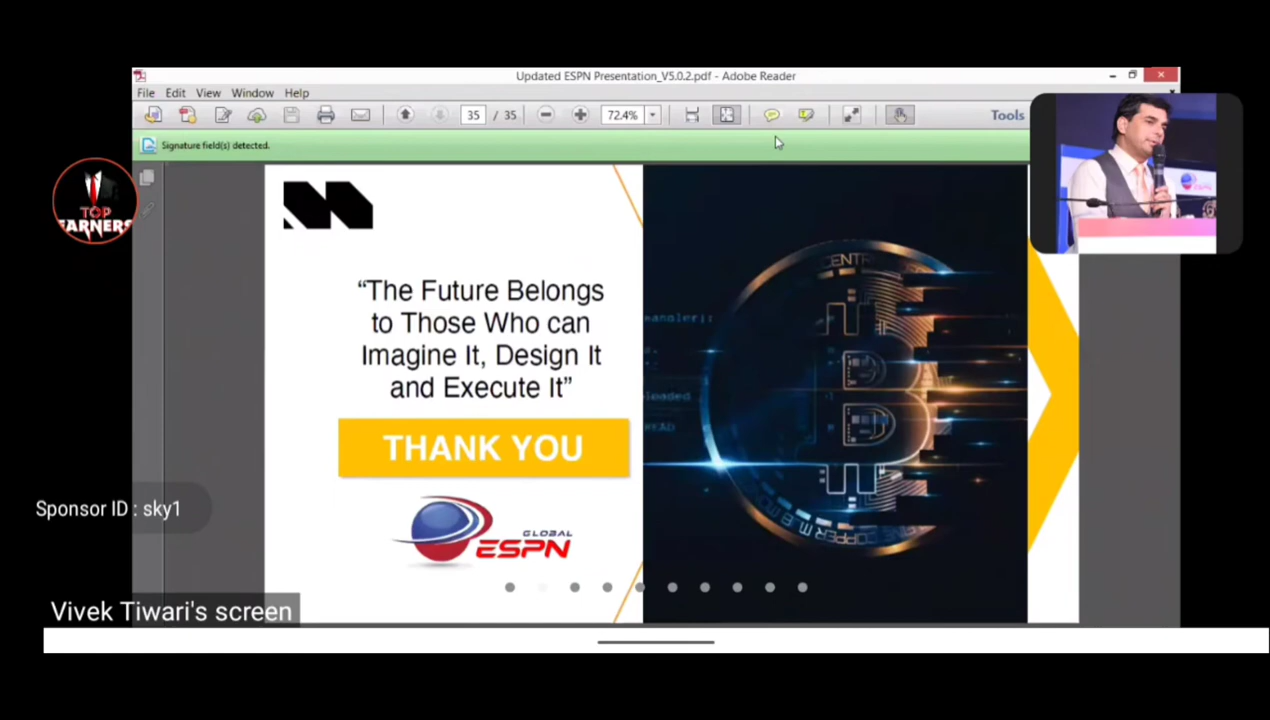 Updated ESPN Presentation_V5.0.2.pdf - Adobe Reader
File Edit View Window Help
35 / 35 72.4% Tools
Signature field(s) detected.
TOP
EARNERS
“The Future Belongs
to Those Who can
Imagine It, Design It
and Execute It”
THANK YOU
GLOBAL
ESPN
Sponsor ID : sky1
Vivek Tiwari's screen